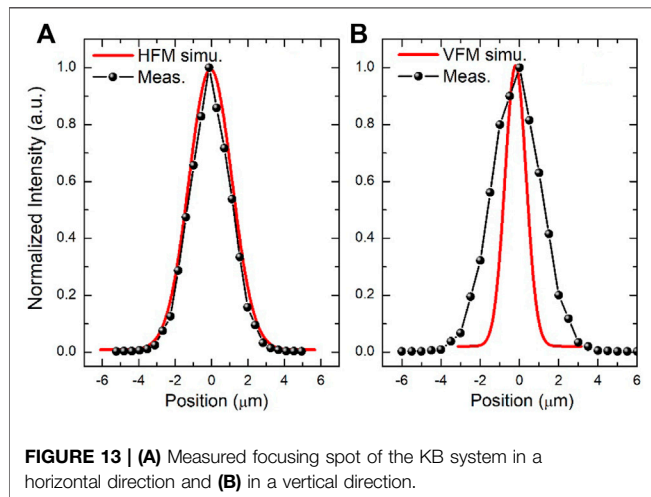 A
B
HFM simu.
Meas.
VFM simu.
Meas.
Normalized Intensity (a.u.)
1.0
0.8
0.6
0.4
0.2
0.0
1.0
0.8
0.6
0.4
0.2
0.0
-6 -4 -2 0 2 4 6
-6 -4 -2 0 2 4 6
Position (μm)
Position (μm)
FIGURE 13 | (A) Measured focusing spot of the KB system in a
horizontal direction and (B) in a vertical direction.